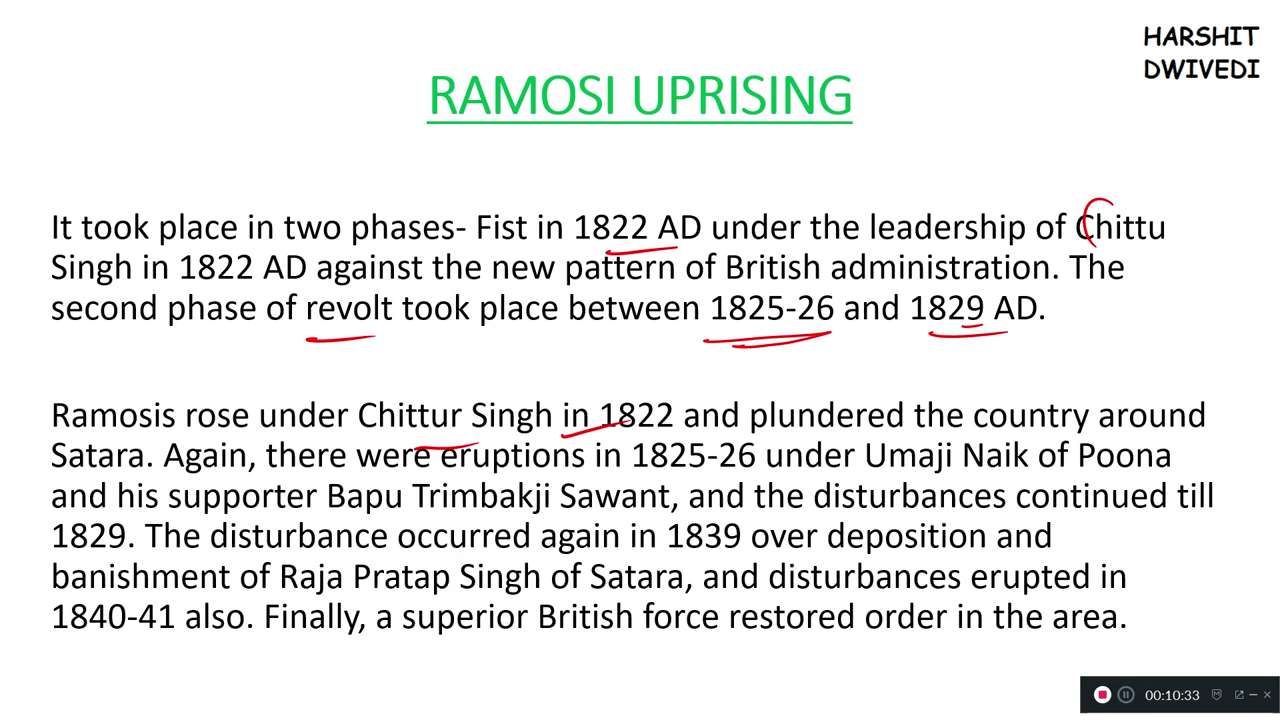 HARSHIT
DWIVEDI
RAMOSI UPRISING
It took place in two phases- Fist in 1822 AD under the leadership of Chittu
Singh in 1822 AD against the new pattern of British administration. The
second phase of revolt took place between 1825-26 and 1829 AD.
Ramosis rose under Chittur Singh in 1822 and plundered the country around
Satara. Again, there were eruptions in 1825-26 under Umaji Naik of Poona
and his supporter Bapu Trimbakji Sawant, and the disturbances continued till
1829. The disturbance occurred again in 1839 over deposition and
banishment of Raja Pratap Singh of Satara, and disturbances erupted in
1840-41 also. Finally, a superior British force restored order in the area.
00:10:33